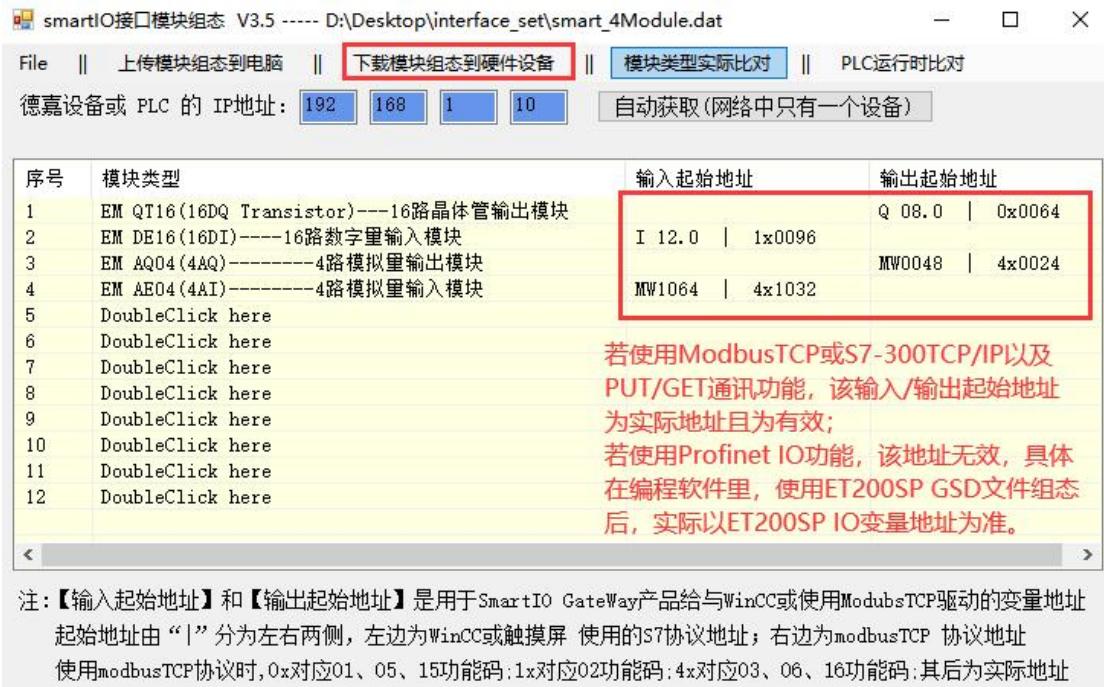 smartIO接口模块组态 V3.5 ----- D:\Desktop\interface_set\smart_4Module.dat
File || 上传模块组态到电脑 || 下载模块组态到硬件设备 || 模块类型实际比对 || PLC运行时比对
德嘉设备或 PLC 的 IP地址: 192 168 1 10 自动获取(网络中只有一个设备)
序号 模块类型 输入起始地址 输出起始地址
1 EM QT16(16DQ Transistor)---16路晶体管输出模块 Q 08.0 | 0x0064
2 EM DE16(16DI)----16路数字量输入模块 I 12.0 | 1x0096
3 EM AQ04(4AQ)--------4路模拟量输出模块 MW0048 | 4x0024
4 EM AE04(4AI)--------4路模拟量输入模块 MW1064 | 4x1032
5 DoubleClick here
6 DoubleClick here
7 DoubleClick here
8 DoubleClick here
9 DoubleClick here
10 DoubleClick here
11 DoubleClick here
12 DoubleClick here
若使用ModbusTCP或S7-300TCP/IP以及
PUT/GET通讯功能，该输入/输出起始地址
为实际地址且为有效；
若使用Profinet IO功能，该地址无效，具体
在编程软件里，使用ET200SP GSD文件组态
后，实际以ET200SP IO变量地址为准。
注:【输入起始地址】和【输出起始地址】是用于SmartIO GateWay产品给与WinCC或使用ModubsTCP驱动的变量地址
起始地址由“|”分为左右两侧，左边为WinCC或触摸屏 使用的S7协议地址；右边为modbusTCP 协议地址
使用modbusTCP协议时,0x对应01、05、15功能码;1x对应02功能码;4x对应03、06、16功能码;其后为实际地址